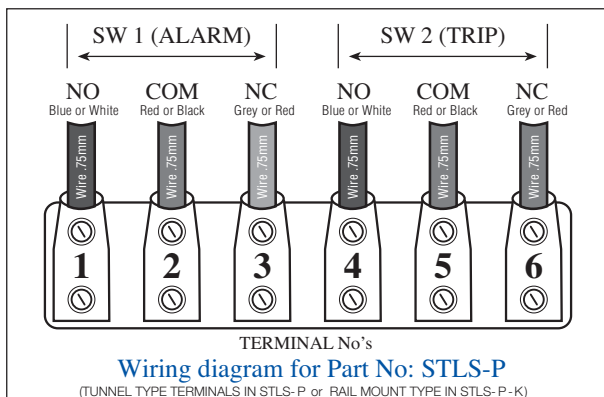 SW 1 (ALARM) SW 2 (TRIP)
NO COM NC NO COM NC
Blue or White Red or Black Grey or Red Blue or White Red or Black Grey or Red
Wire .75mm Wire .75mm Wire .75mm Wire .75mm Wire .75mm Wire .75mm
1 2 3 4 5 6
TERMINAL No's
Wiring diagram for Part No: STLS-P
(TUNNEL TYPE TERMINALS IN STLS-P or RAIL MOUNT TYPE IN STLS-P-K)